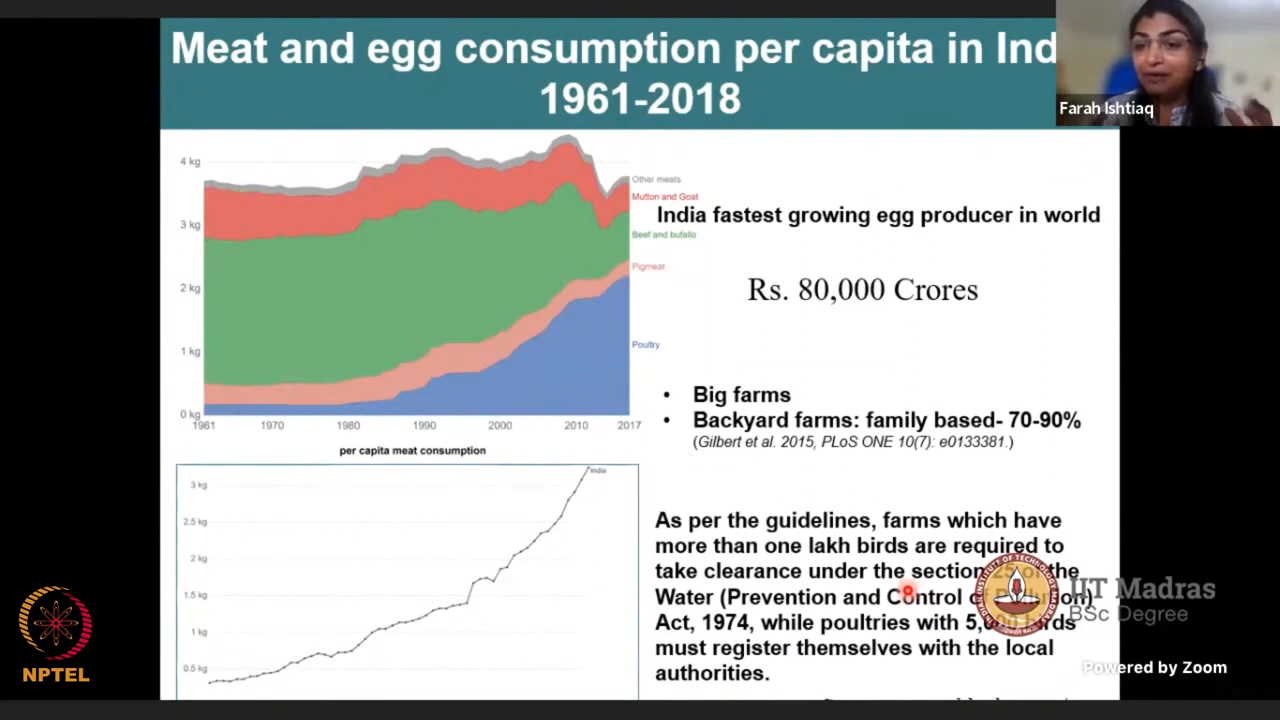 Meat and egg consumption per capita in Ind
1961-2018
Farah Ishtiaq
4 kg
3 kg
2 kg
1 kg
0 kg
1961
1970
1980
1990
2000
2010
2017
Other meats
Mutton and Goat
Beef and bufallo
Pigmeat
Poultry
per capita meat consumption
3 kg
2.5 kg
2 kg
1.5 kg
1 kg
0.5 kg
India
India fastest growing egg producer in world
Rs. 80,000 Crores
• Big farms
• Backyard farms: family based- 70-90%
(Gilbert et al. 2015, PLoS ONE 10(7): e0133381.)
As per the guidelines, farms which have
more than one lakh birds are required to
take clearance under the section 25 of the
Water (Prevention and Control
Act, 1974, while poultries with
must register themselves with the local
authorities.
IIT Madras
BSc Degree
Powered by Zoom
NPTEL